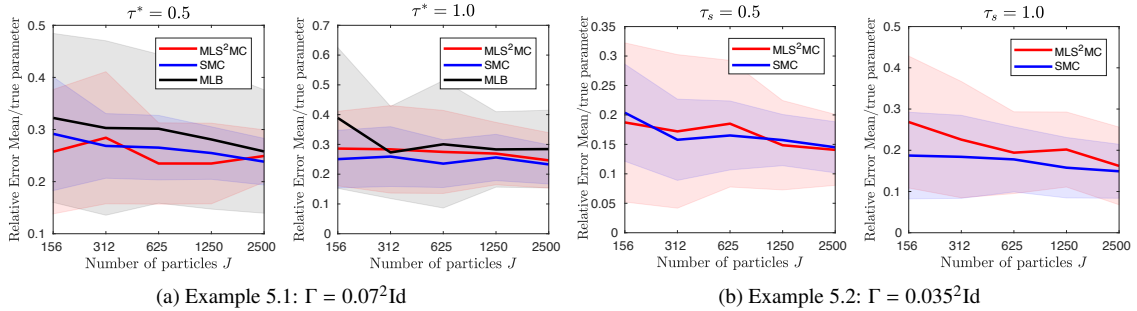 τ* = 0.5
Relative Error Mean/true parameter
0.5
0.4
0.3
0.2
0.1
MLS²MC
SMC
MLB
156 312 625 1250 2500
Number of particles J
τ* = 1.0
Relative Error Mean/true parameter
0.7
0.6
0.5
0.4
0.3
0.2
0.1
0
MLS²MC
SMC
MLB
156 312 625 1250 2500
Number of particles J
(a) Example 5.1: Γ = 0.07²Id
τₛ = 0.5
Relative Error Mean/true parameter
0.35
0.3
0.25
0.2
0.15
0.1
0.05
0
MLS²MC
SMC
156 312 625 1250 2500
Number of particles J
τₛ = 1.0
Relative Error Mean/true parameter
0.5
0.4
0.3
0.2
0.1
0
MLS²MC
SMC
156 312 625 1250 2500
Number of particles J
(b) Example 5.2: Γ = 0.035²Id